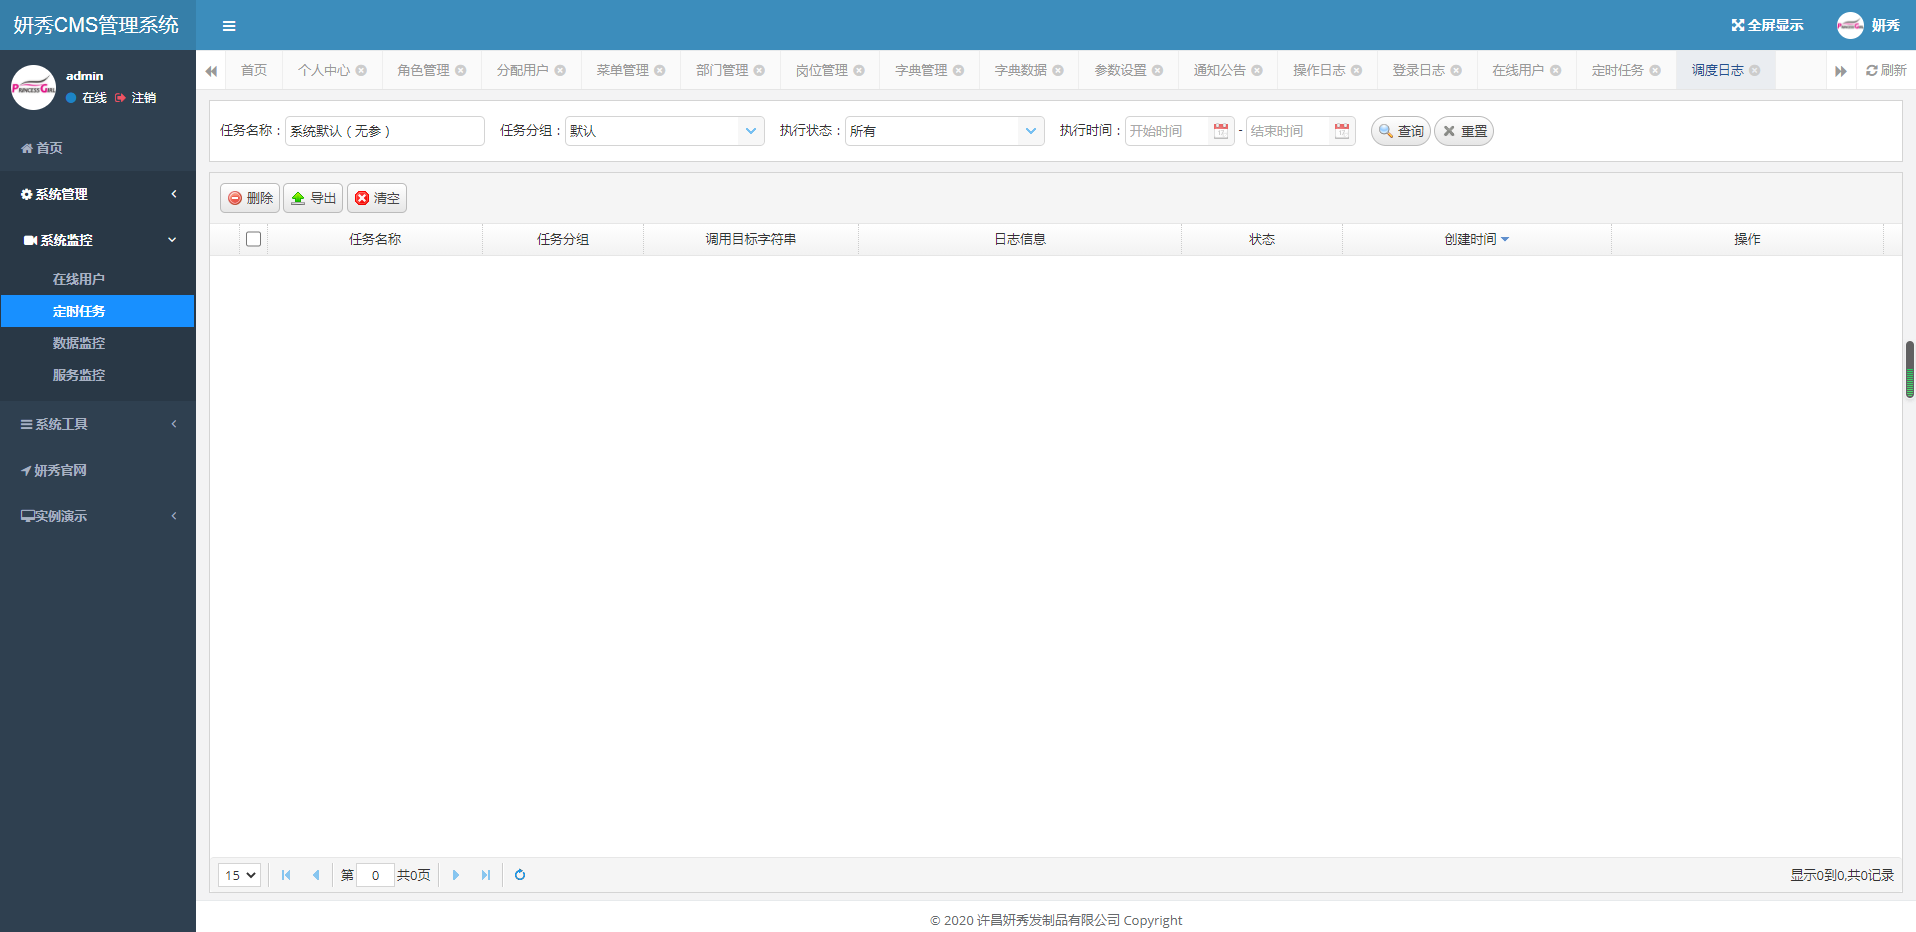 妍秀CMS管理系统
全屏显示
妍秀
admin
在线 注销
首页 个人中心 角色管理 分配用户 菜单管理 部门管理 岗位管理 字典管理 字典数据 参数设置 通知公告 操作日志 登录日志 在线用户 定时任务 调度日志 刷新
首页
系统管理
系统监控
在线用户
定时任务
数据监控
服务监控
系统工具
妍秀官网
实例演示
任务名称： 系统默认（无参） 任务分组： 默认 执行状态： 所有 执行时间： 开始时间 - 结束时间 查询 重置
删除 导出 清空
任务名称 任务分组 调用目标字符串 日志信息 状态 创建时间 操作
15 第 0 共0页 显示0到0,共0记录
© 2020 许昌妍秀发制品有限公司 Copyright
PRINCESS GIRL